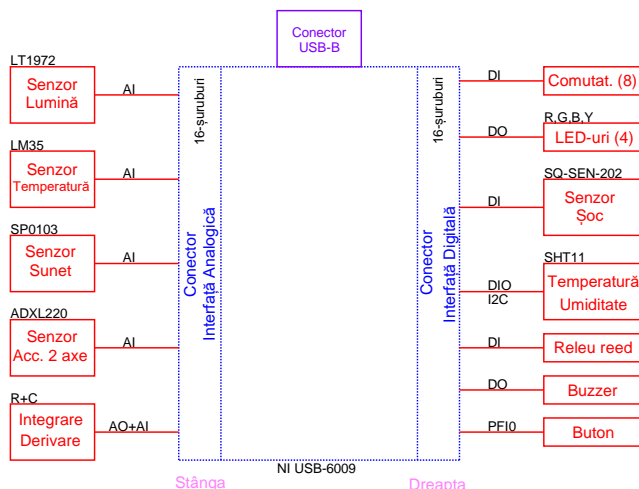 Conector
USB-B
LT1972
Senzor
Lumină
AI
LM35
Senzor
Temperatură
AI
SP0103
Senzor
Sunet
AI
ADXL220
Senzor
Acc. 2 axe
AI
R+C
Integrare
Derivare
AO+AI
16-șuruburi
Conector
Interfață Analogică
16-șuruburi
Conector
Interfață Digitală
DI
Comutat. (8)
R,G,B,Y
DO
LED-uri (4)
SQ-SEN-202
DI
Senzor
Șoc
SHT11
DIO
I2C
Temperatură
Umiditate
DI
Releu reed
DO
Buzzer
PFI0
Buton
NI USB-6009
Stânga
Dreapta